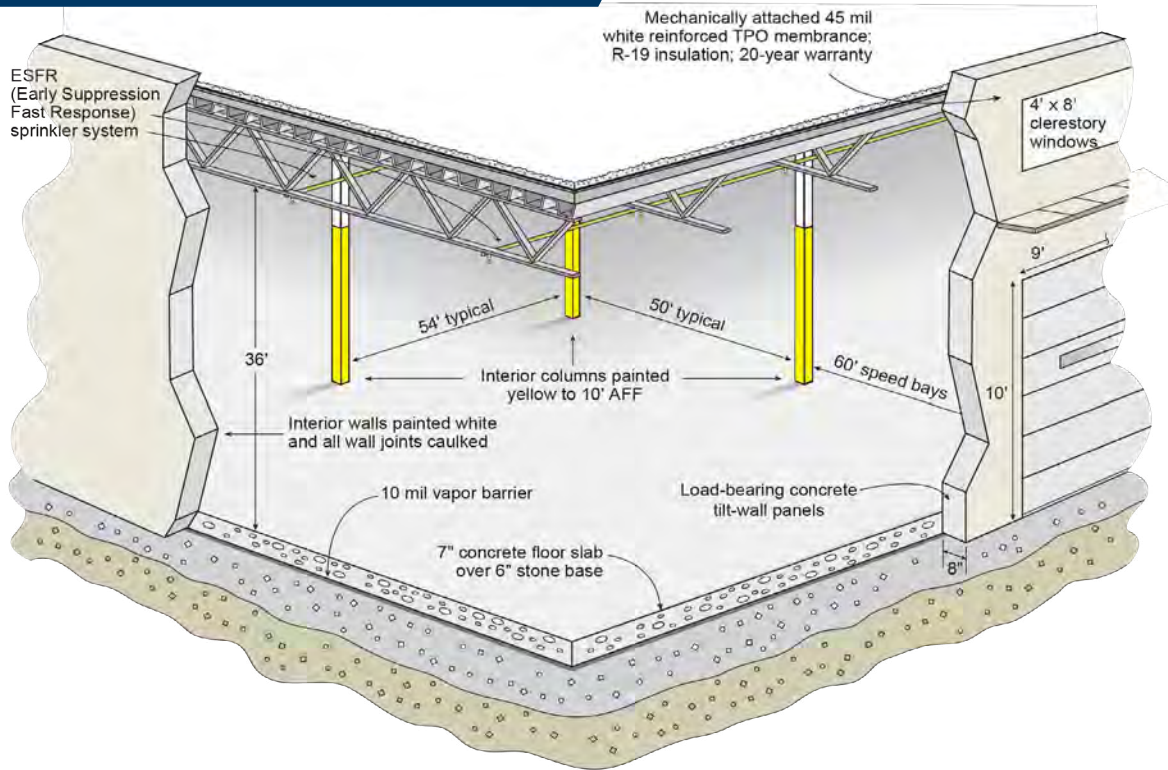 Mechanically attached 45 mil
white reinforced TPO membrance;
R-19 insulation; 20-year warranty
ESFR
(Early Suppression
Fast Response)
sprinkler system
4' x 8'
clerestory
windows
9'
54' typical
50' typical
60' speed bays
36'
Interior columns painted
yellow to 10' AFF
10'
Interior walls painted white
and all wall joints caulked
10 mil vapor barrier
Load-bearing concrete
tilt-wall panels
7" concrete floor slab
over 6" stone base
8"